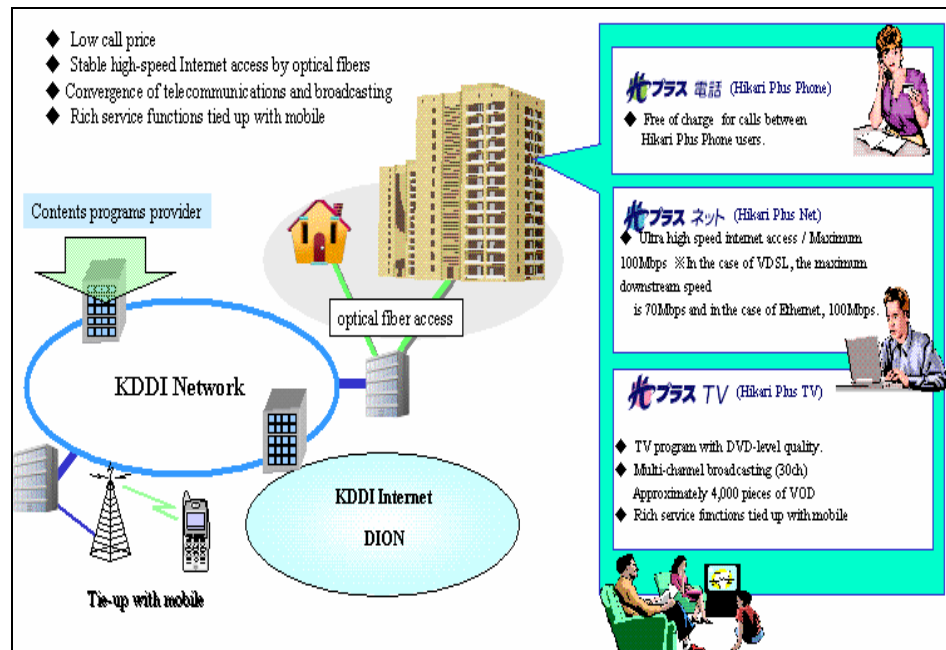 ◆ Low call price
◆ Stable high-speed Internet access by optical fibers
◆ Convergence of telecommunications and broadcasting
◆ Rich service functions tied up with mobile
Contents programs provider
optical fiber access
KDDI Network
KDDI Internet
DION
Tie-up with mobile
光プラス 電話 (Hikari Plus Phone)
◆ Free of charge for calls between
Hikari Plus Phone users.
光プラス ネット (Hikari Plus Net)
◆ Ultra high speed internet access / Maximum
100Mbps ※In the case of VDSL, the maximum
downstream speed
is 70Mbps and in the case of Ethernet, 100Mbps.
光プラス TV (Hikari Plus TV)
◆ TV program with DVD-level quality.
◆ Multi-channel broadcasting (30ch)
Approximately 4,000 pieces of VOD
◆ Rich service functions tied up with mobile